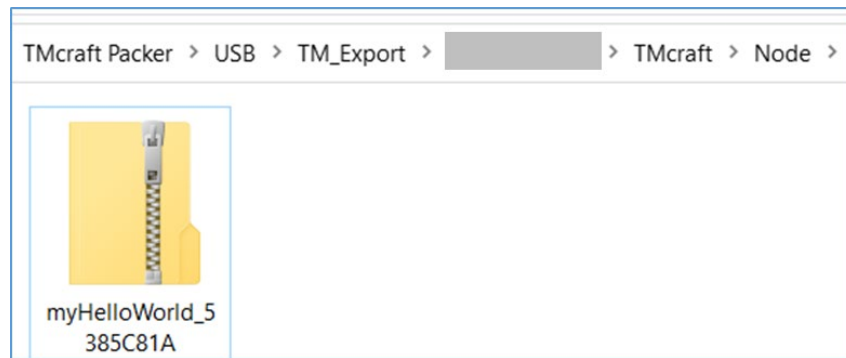 TMcraft Packer > USB > TM_Export > > TMcraft > Node >
myHelloWorld_5
385C81A